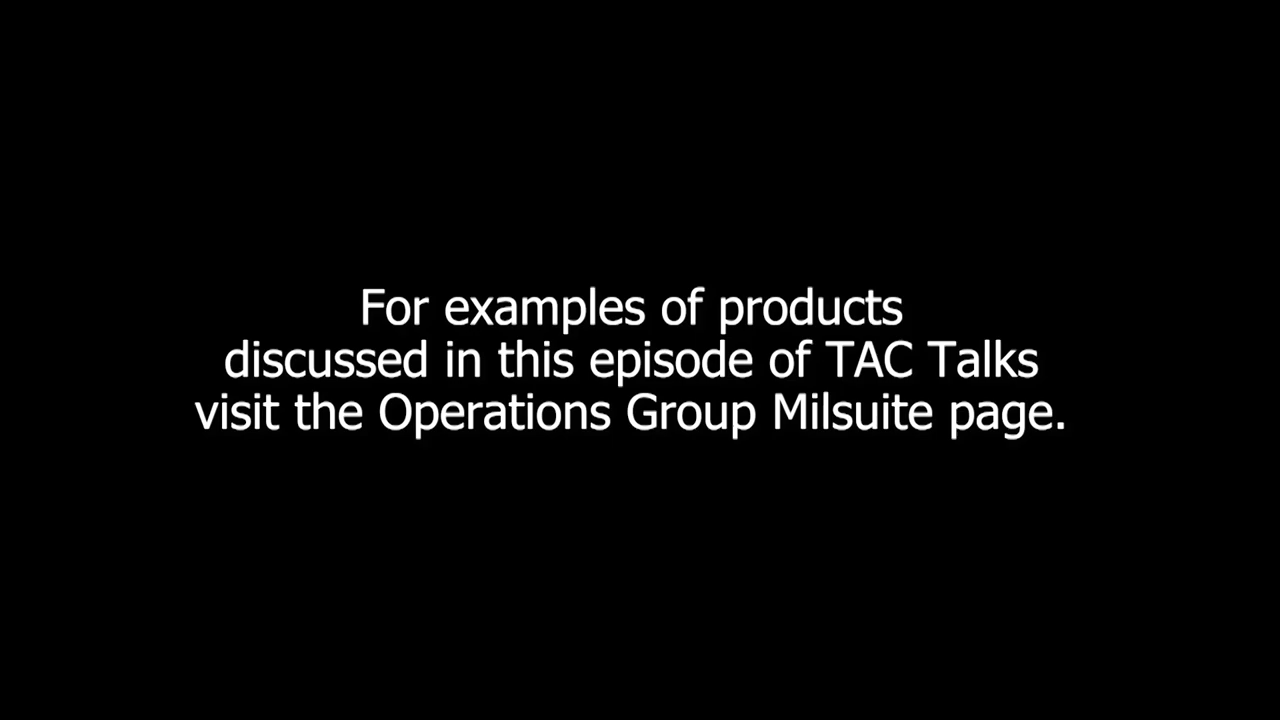 For examples of products
discussed in this episode of TAC Talks
visit the Operations Group Milsuite page.